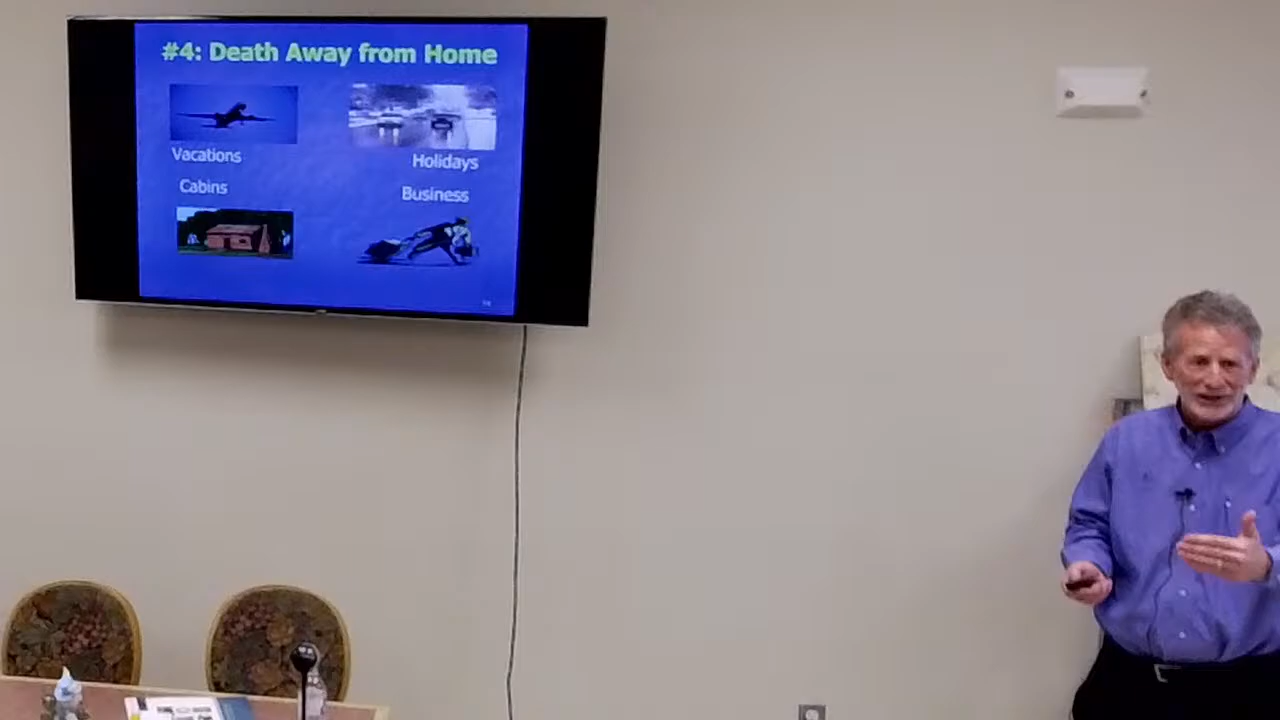 #4: Death Away from Home
Vacations
Holidays
Cabins
Business